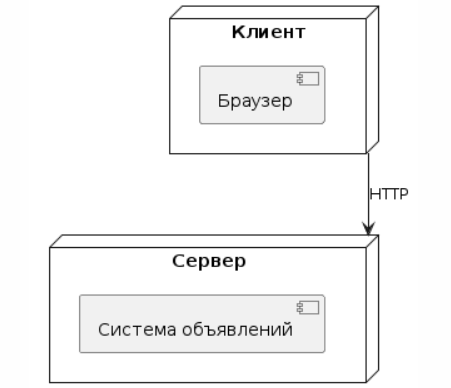 Клиент
Браузер
HTTP
Сервер
Система объявлений